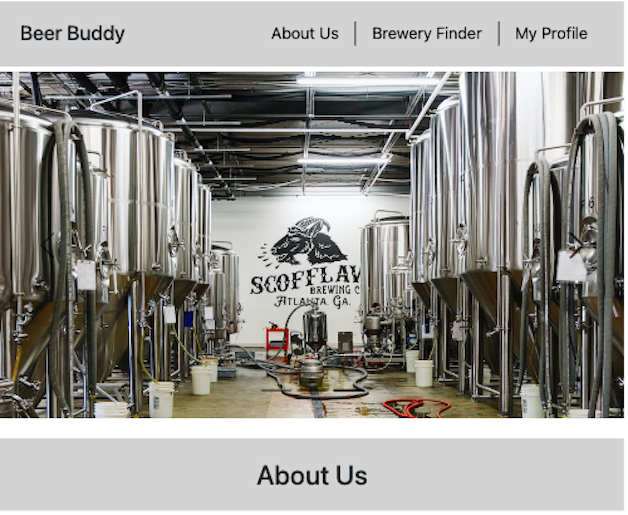 Beer Buddy
About Us
Brewery Finder
My Profile
SCOFFLAW
BREWING C
ATLANTA. GA.
About Us